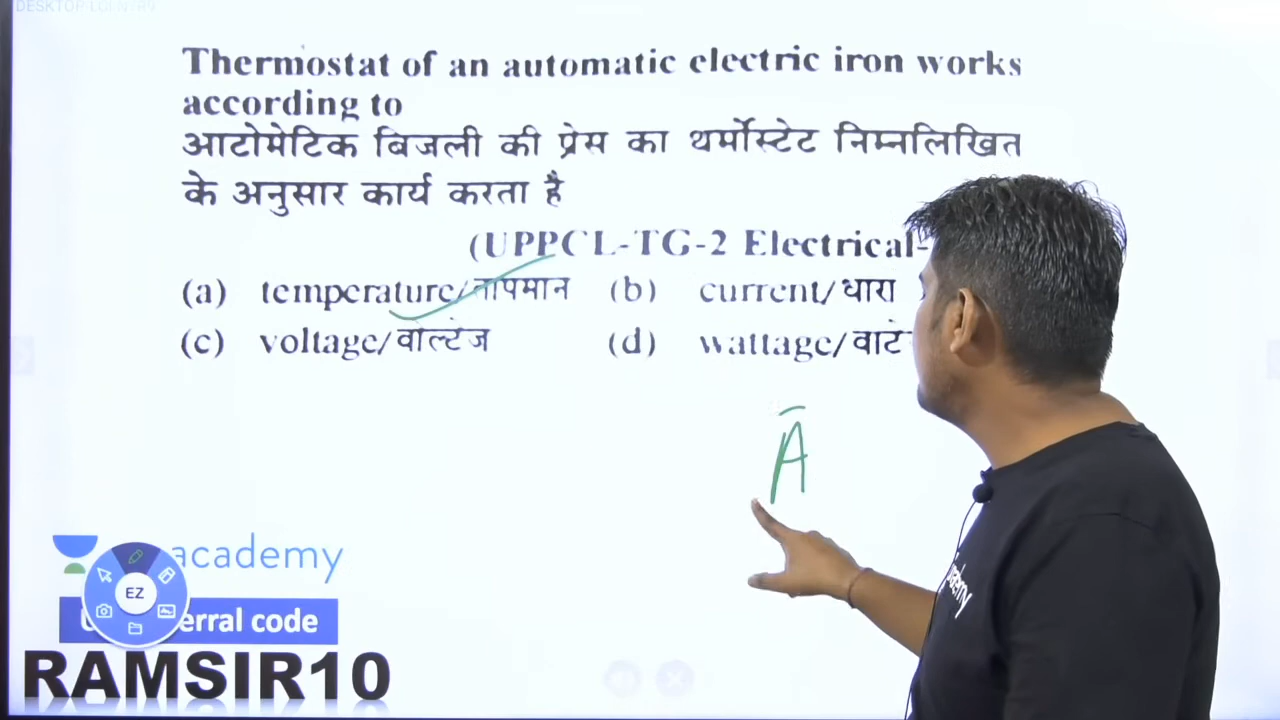 Thermostat of an automatic electric iron works
according to
आटोमेटिक बिजली की प्रेस का थर्मोस्टेट निम्नलिखित
के अनुसार कार्य करता है
(UPPCL-TG-2 Electrical-
(a) temperature/तापमान (b) current/धारा
(c) voltage/वोल्टेज (d) wattage/वाटे
A
academy
EZ
erral code
RAMSIR10